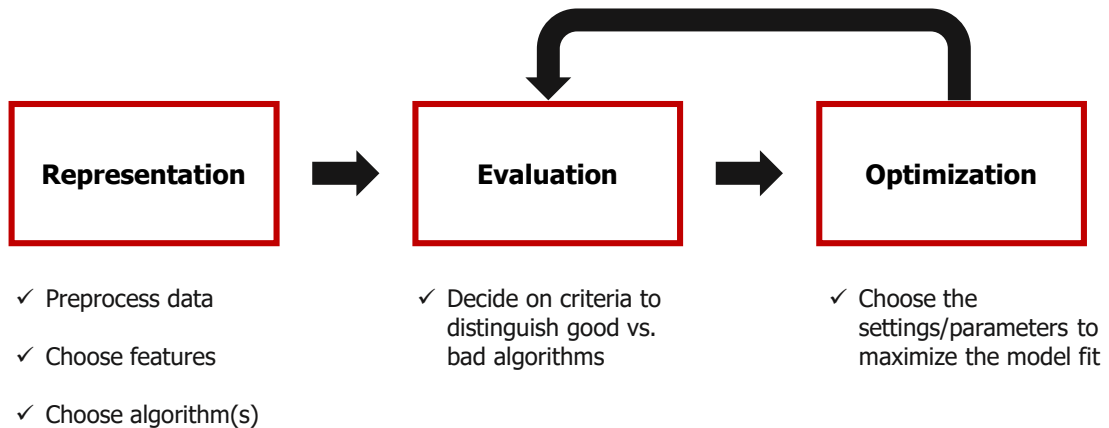 Representation
Evaluation
Optimization
✓ Preprocess data
✓ Choose features
✓ Choose algorithm(s)
✓ Decide on criteria to
distinguish good vs.
bad algorithms
✓ Choose the
settings/parameters to
maximize the model fit